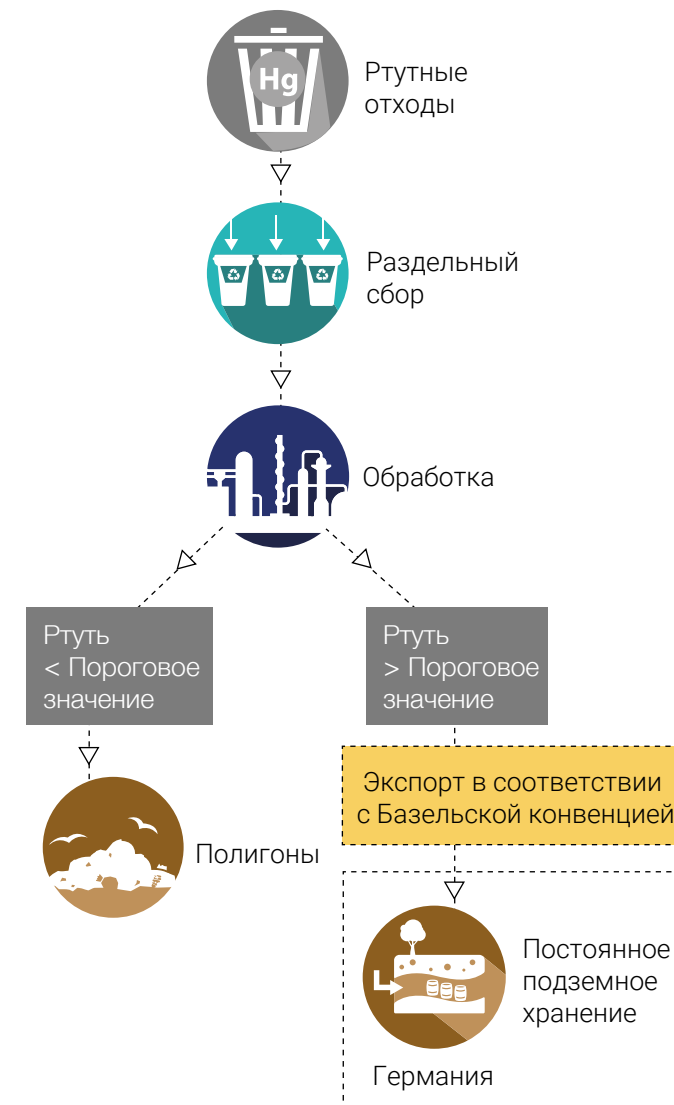 Hg
Ртутные
отходы
Раздельный
сбор
Обработка
Ртуть
< Пороговое
значение
Ртуть
> Пороговое
значение
Экспорт в соответствии
с Базельской конвенцией
Полигоны
Постоянное
подземное
хранение
Германия